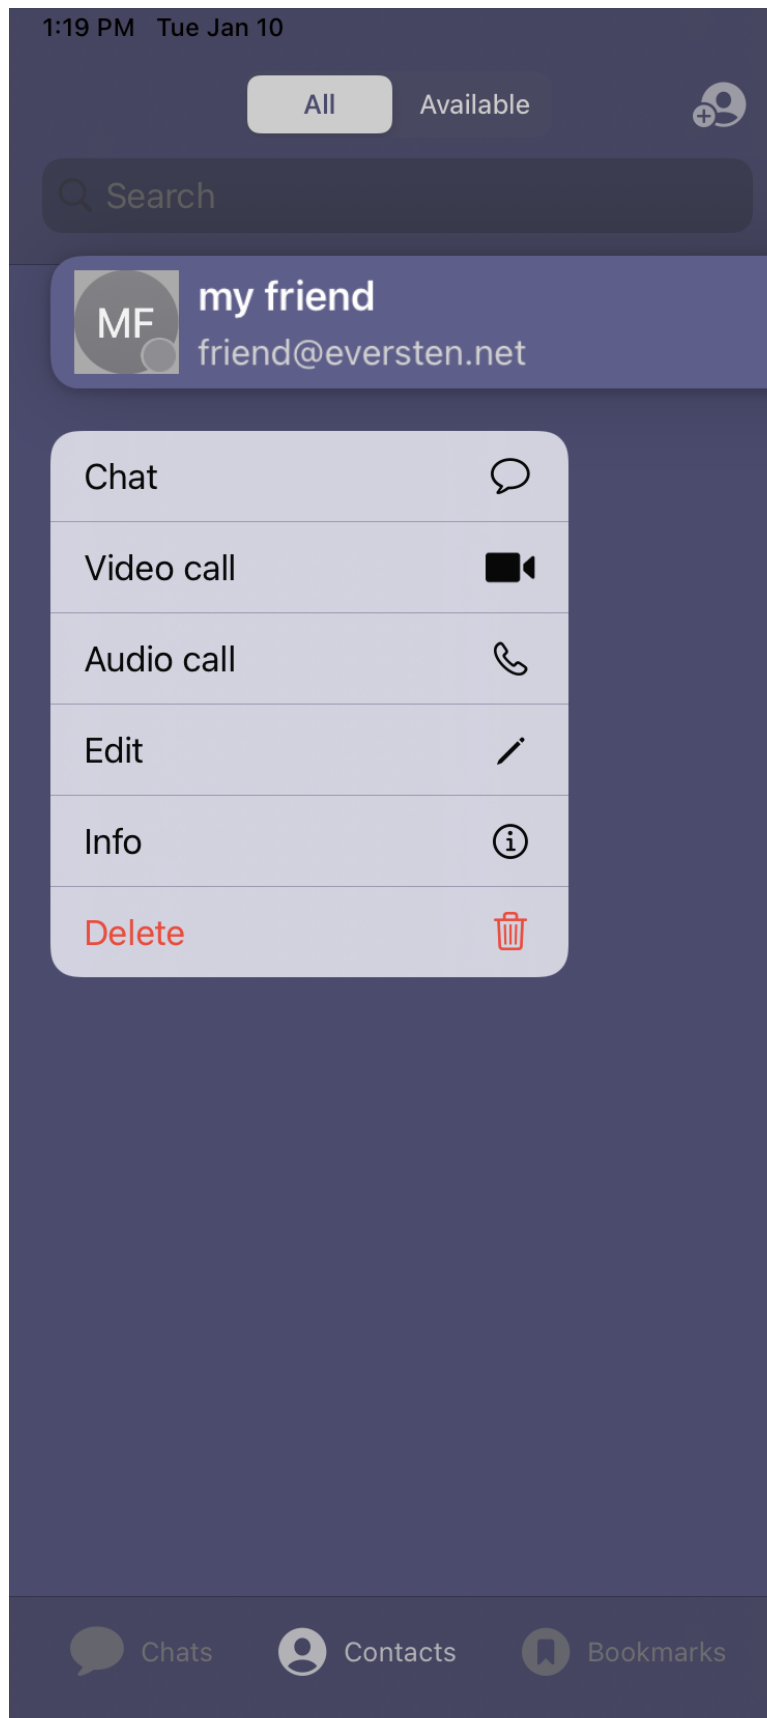 1:19 PM Tue Jan 10
All Available
Search
MF
my friend
friend@eversten.net
Chat
Video call
Audio call
Edit
Info
Delete
Chats Contacts Bookmarks